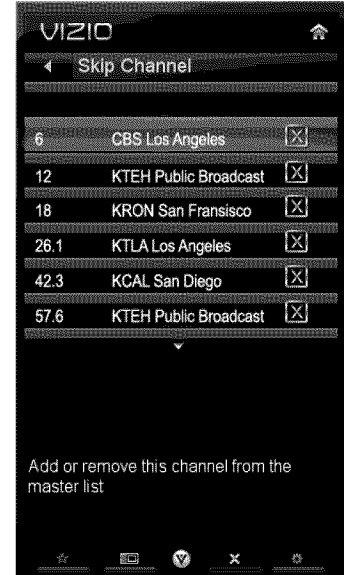 VIZIO
Skip Channel
6 CBS Los Angeles X
12 KTEH Public Broadcast X
18 KRON San Fransisco X
26.1 KTLA Los Angeles X
42.3 KCAL San Diego X
57.6 KTEH Public Broadcast X
Add or remove this channel from the
master list